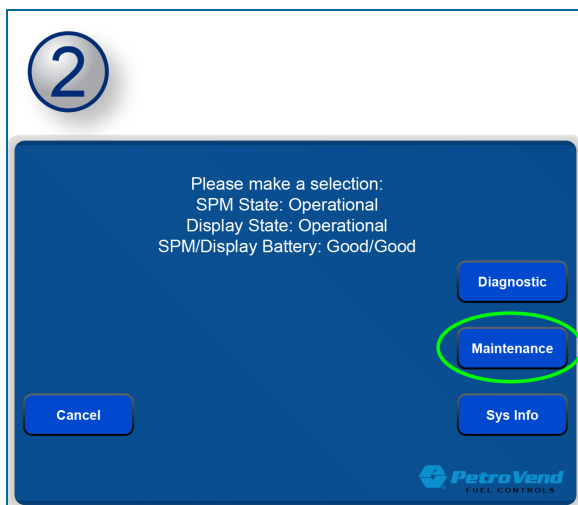 2
Please make a selection:
SPM State: Operational
Display State: Operational
SPM/Display Battery: Good/Good
Diagnostic
Maintenance
Cancel
Sys Info
PetroVend
FUEL CONTROLS